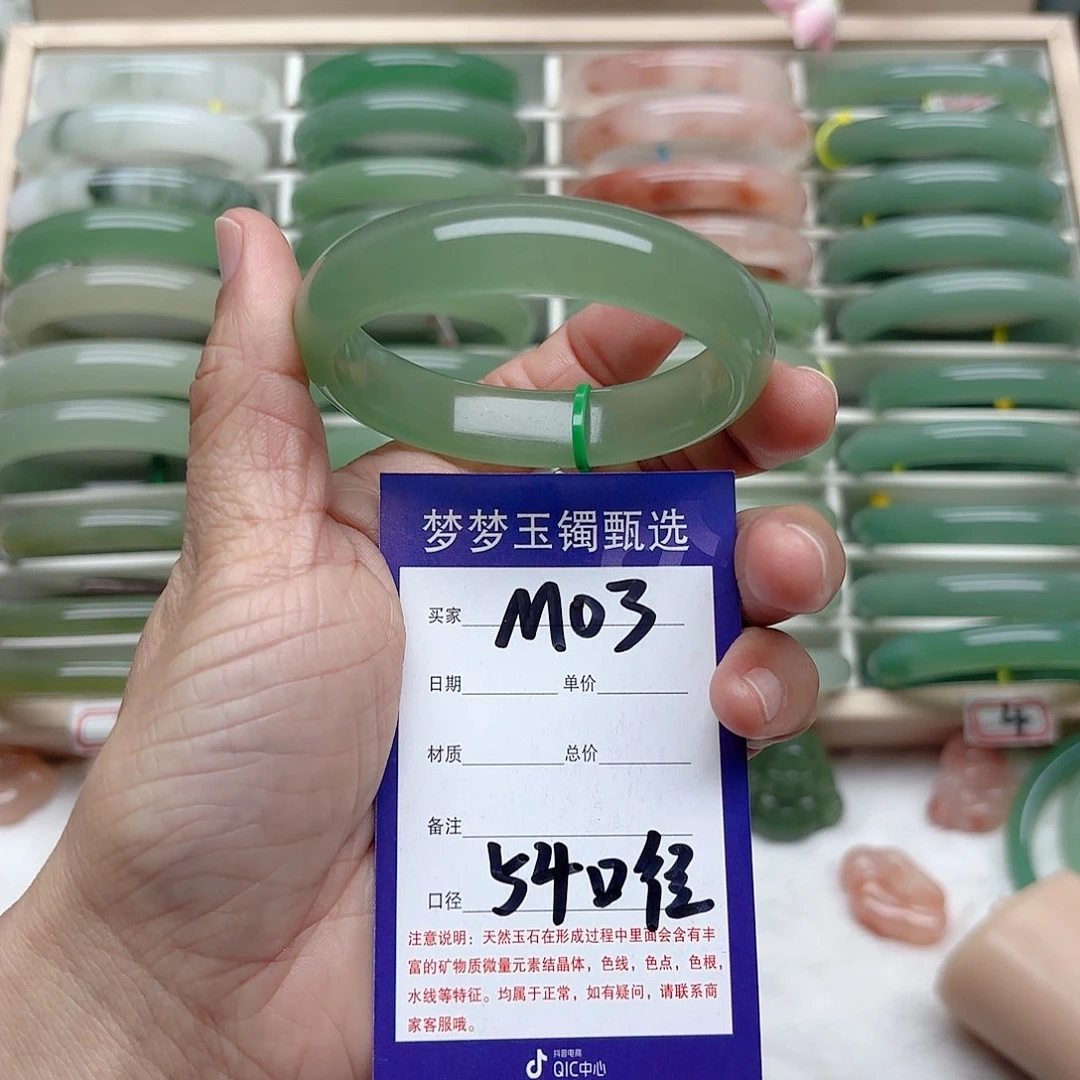 梦梦玉镯甄选
买家 M03
日期 单价
材质 总价
备注
口径 54口径
注意说明：天然玉石在形成过程中里面会含有丰
富的矿物质微量元素结晶体，色线，色点，色根，
水线等特征。均属于正常，如有疑问，请联系商
家客服哦。
抖音电商
QIC中心
4